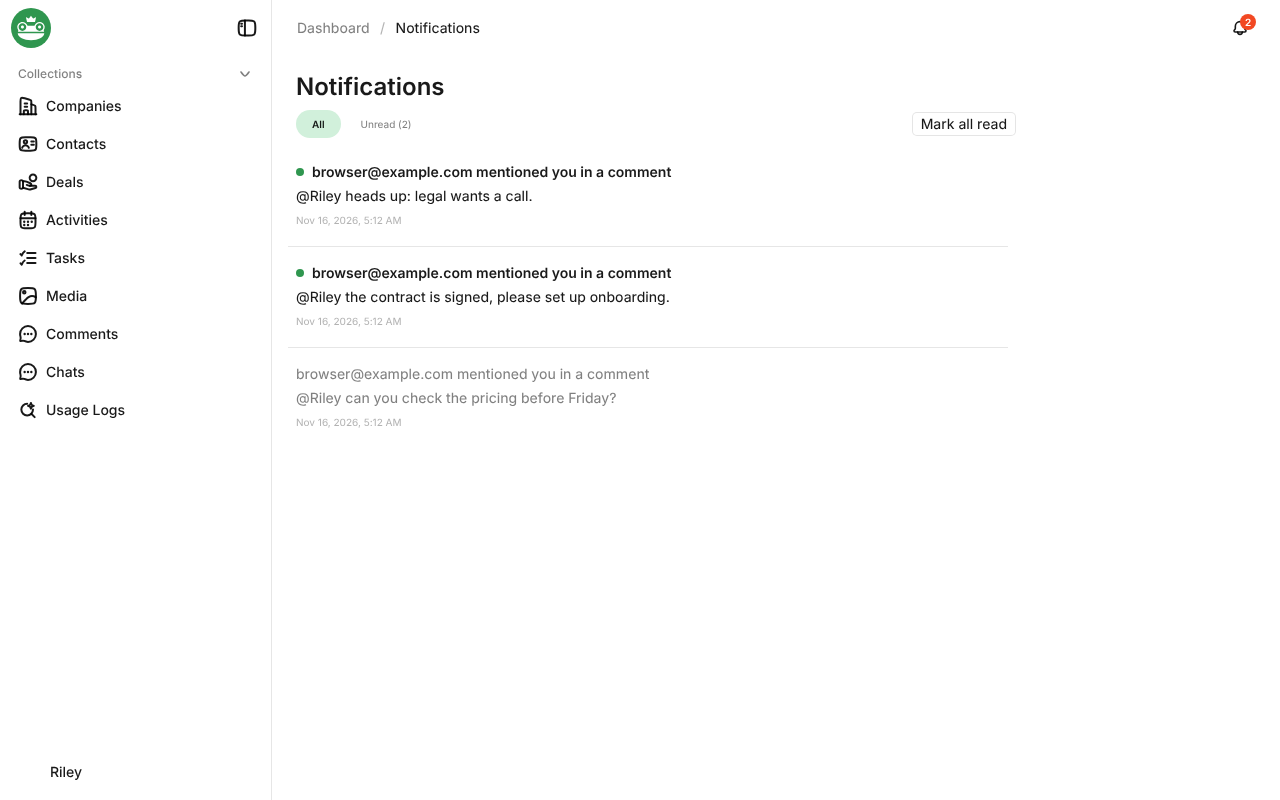 Dashboard / Notifications
2
Collections
Companies
Contacts
Deals
Activities
Tasks
Media
Comments
Chats
Usage Logs
Riley
Notifications
All
Unread (2)
Mark all read
browser@example.com mentioned you in a comment
@Riley heads up: legal wants a call.
Nov 16, 2026, 5:12 AM
browser@example.com mentioned you in a comment
@Riley the contract is signed, please set up onboarding.
Nov 16, 2026, 5:12 AM
browser@example.com mentioned you in a comment
@Riley can you check the pricing before Friday?
Nov 16, 2026, 5:12 AM